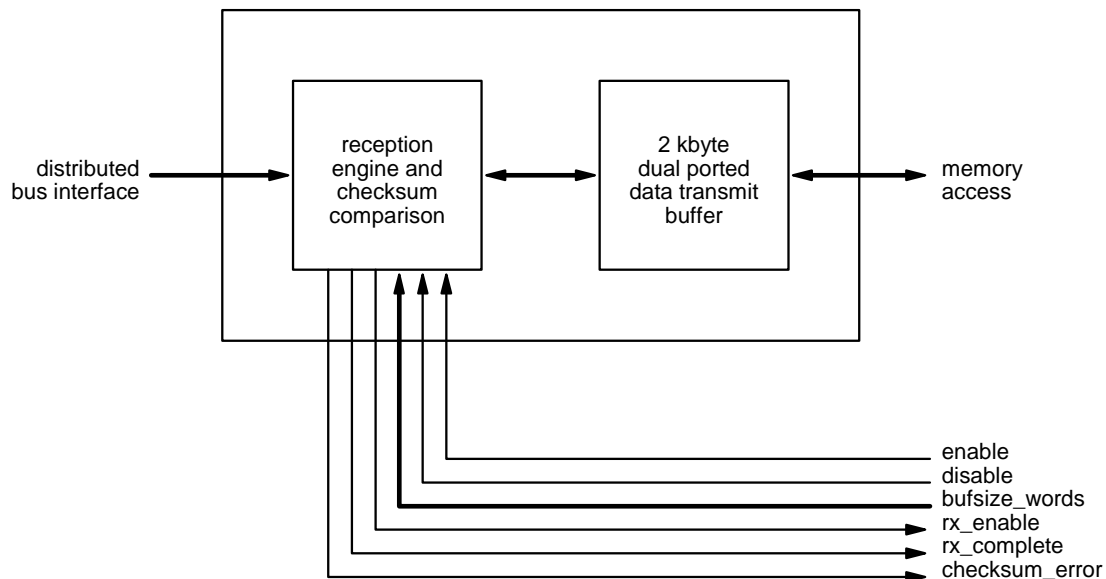 distributed
bus interface
reception
engine and
checksum
comparison
2 kbyte
dual ported
data transmit
buffer
memory
access
enable
disable
bufsize_words
rx_enable
rx_complete
checksum_error